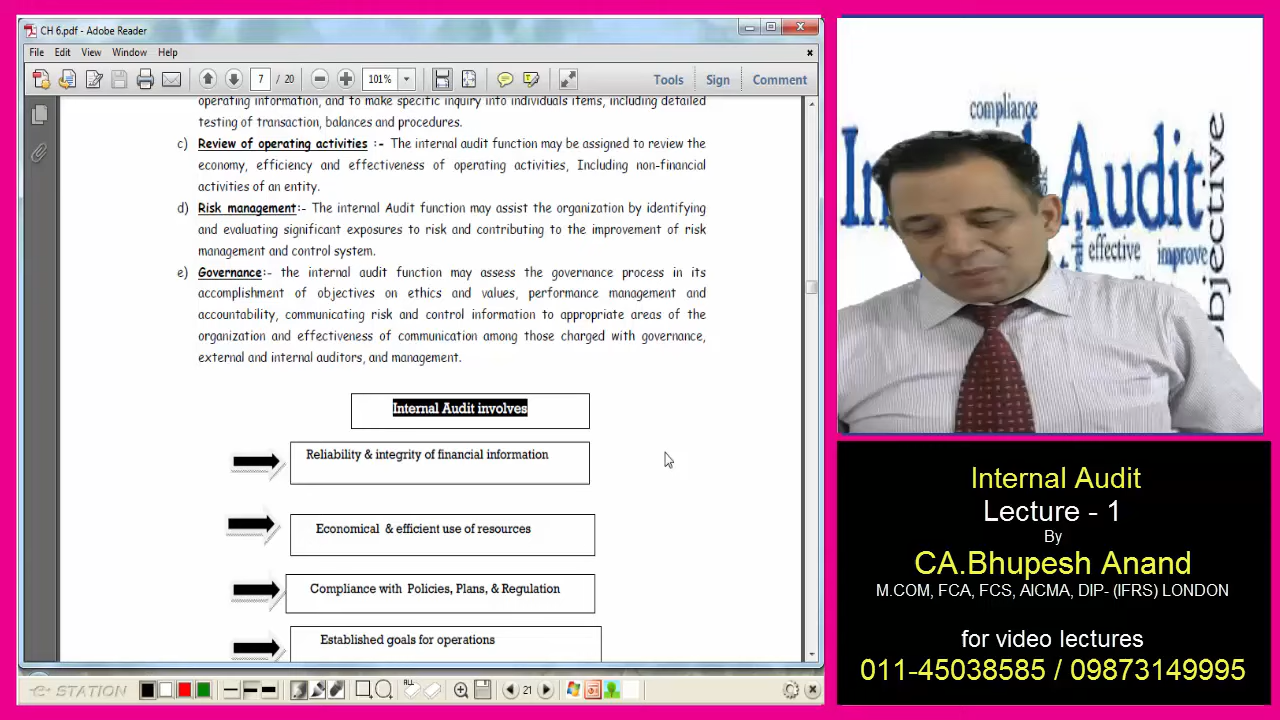 CH 6.pdf - Adobe Reader
File Edit View Window Help
7 / 20 101% Tools Sign Comment
operating information, and to make specific inquiry into individuals items, including detailed
testing of transaction, alances and procedures.
c) Review of operating activities :- The internal audit function may be assigned to review the
economy, efficiency and effectiveness of operating activities, Including non-financial
activities of an entity.
d) Risk management:- The internal Audit function may assist the organization by identifying
and evaluating significant exposures to risk and contributing to the improvement of risk
management and control system.
e) Governance:- the internal audit function may assess the governance process in its
accomplishment of objectives on ethics and values, performance management and
accountability, communicating risk and control information to appropriate areas of the
organization and effectiveness of communication among those charged with governance,
external and internal auditors, and management.
Internal Audit involves
Reliability & integrity of financial information
Economical & efficient use of resources
Compliance with Policies, Plans, & Regulation
Established goals for operations
e-STATION
ALL
21
compliance
Audit
effective improve
Internal Audit
Lecture - 1
By
CA.Bhupesh Anand
M.COM, FCA, FCS, AICMA, DIP- (IFRS) LONDON
for video lectures
011-45038585 / 09873149995